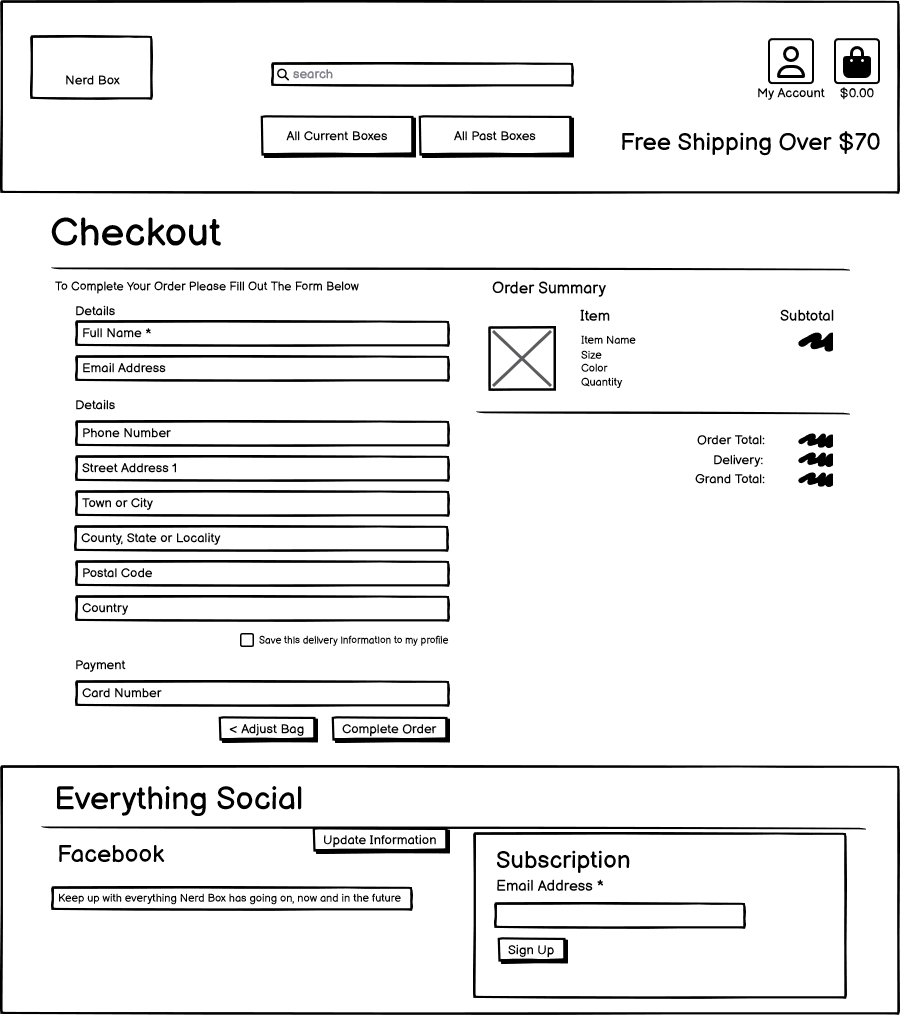 Nerd Box
search
My Account
$0.00
All Current Boxes
All Past Boxes
Free Shipping Over $70
Checkout
To Complete Your Order Please Fill Out The Form Below
Details
Full Name *
Email Address
Details
Phone Number
Street Address 1
Town or City
County, State or Locality
Postal Code
Country
Save this delivery information to my profile
Payment
Card Number
< Adjust Bag
Complete Order
Order Summary
Item
Subtotal
Item Name
Size
Color
Quantity
Order Total:
Delivery:
Grand Total:
Everything Social
Update Information
Facebook
Keep up with everything Nerd Box has going on, now and in the future
Subscription
Email Address *
Sign Up